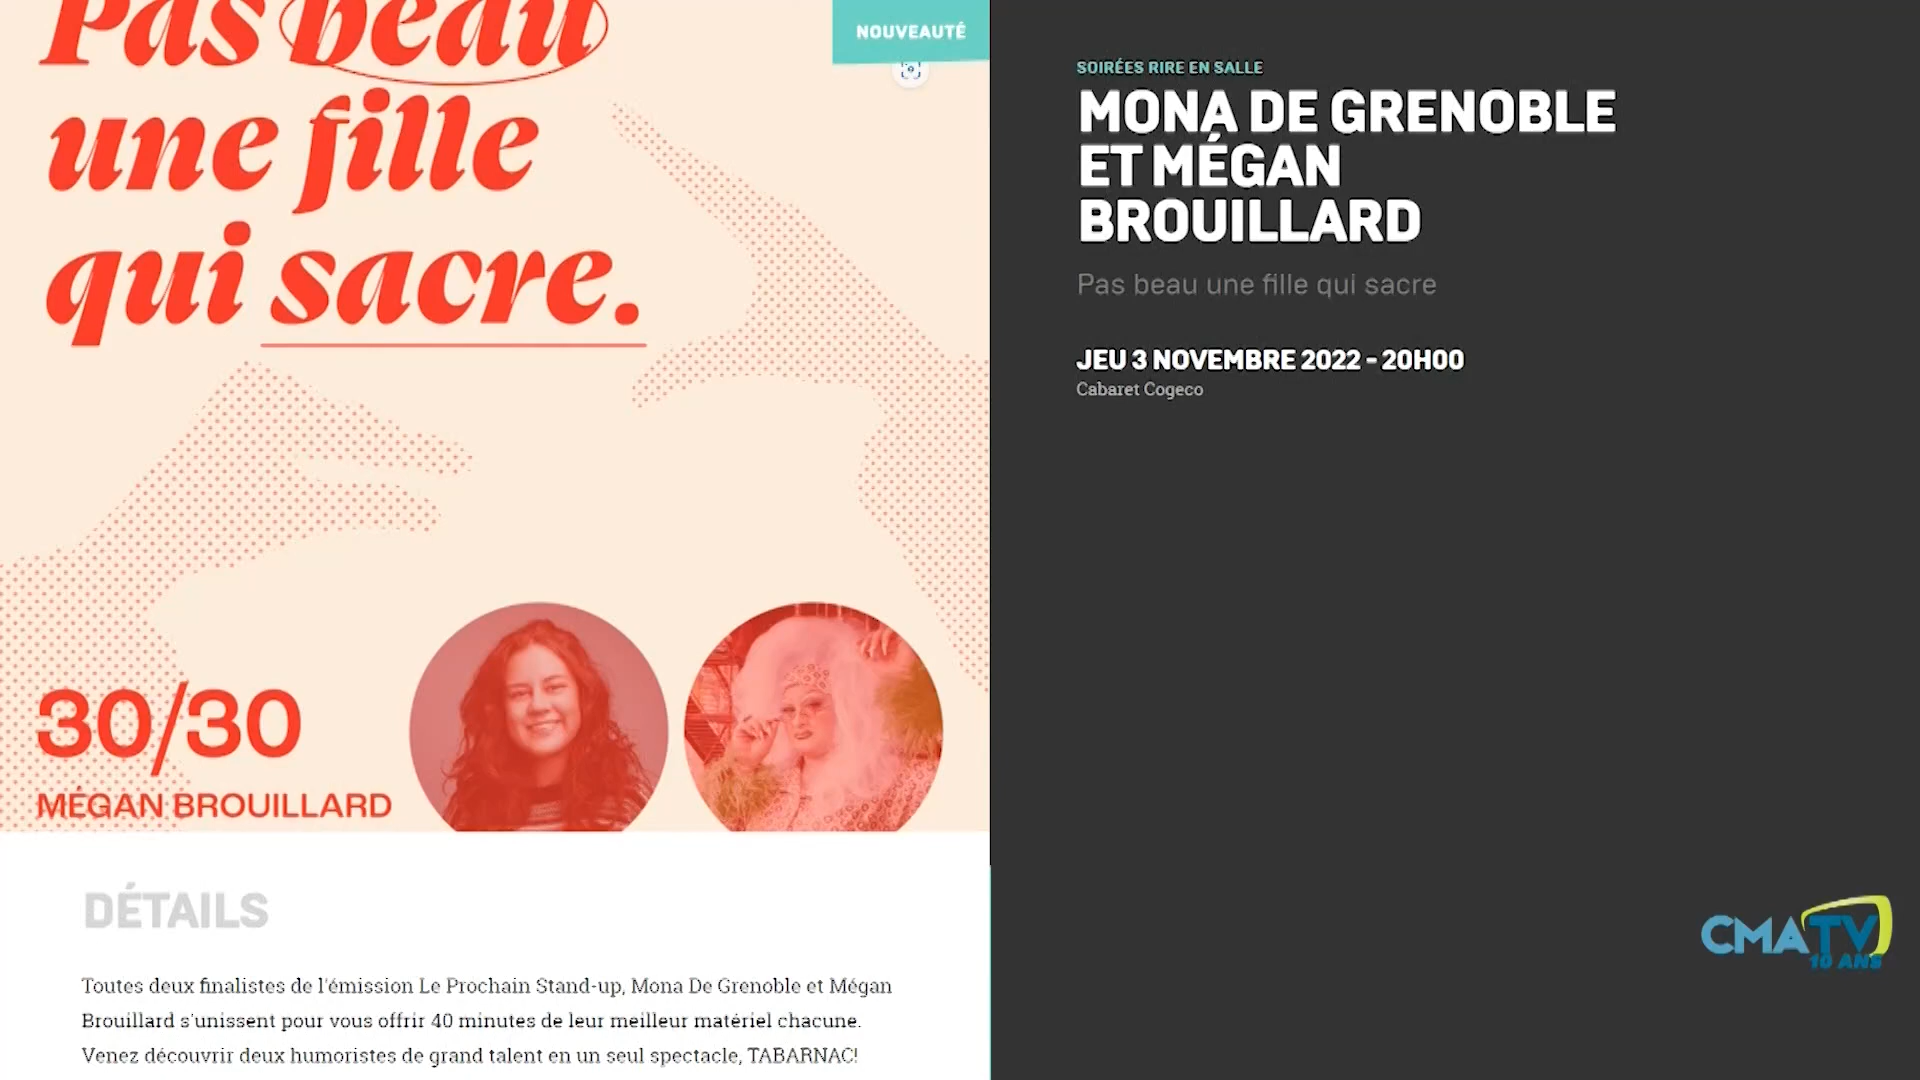 Pas beau
une fille
qui sacre.
30/30
MÉGAN BROUILLARD
NOUVEAUTÉ
DÉTAILS
Toutes deux finalistes de l'émission Le Prochain Stand-up, Mona De Grenoble et Mégan
Brouillard s'unissent pour vous offrir 40 minutes de leur meilleur matériel chacune.
Venez découvrir deux humoristes de grand talent en un seul spectacle, TABARNAC!
SOIRÉES RIRE EN SALLE
MONA DE GRENOBLE
ET MÉGAN
BROUILLARD
Pas beau une fille qui sacre
JEU 3 NOVEMBRE 2022 - 20H00
Cabaret Cogeco
CMATV
10 ANS